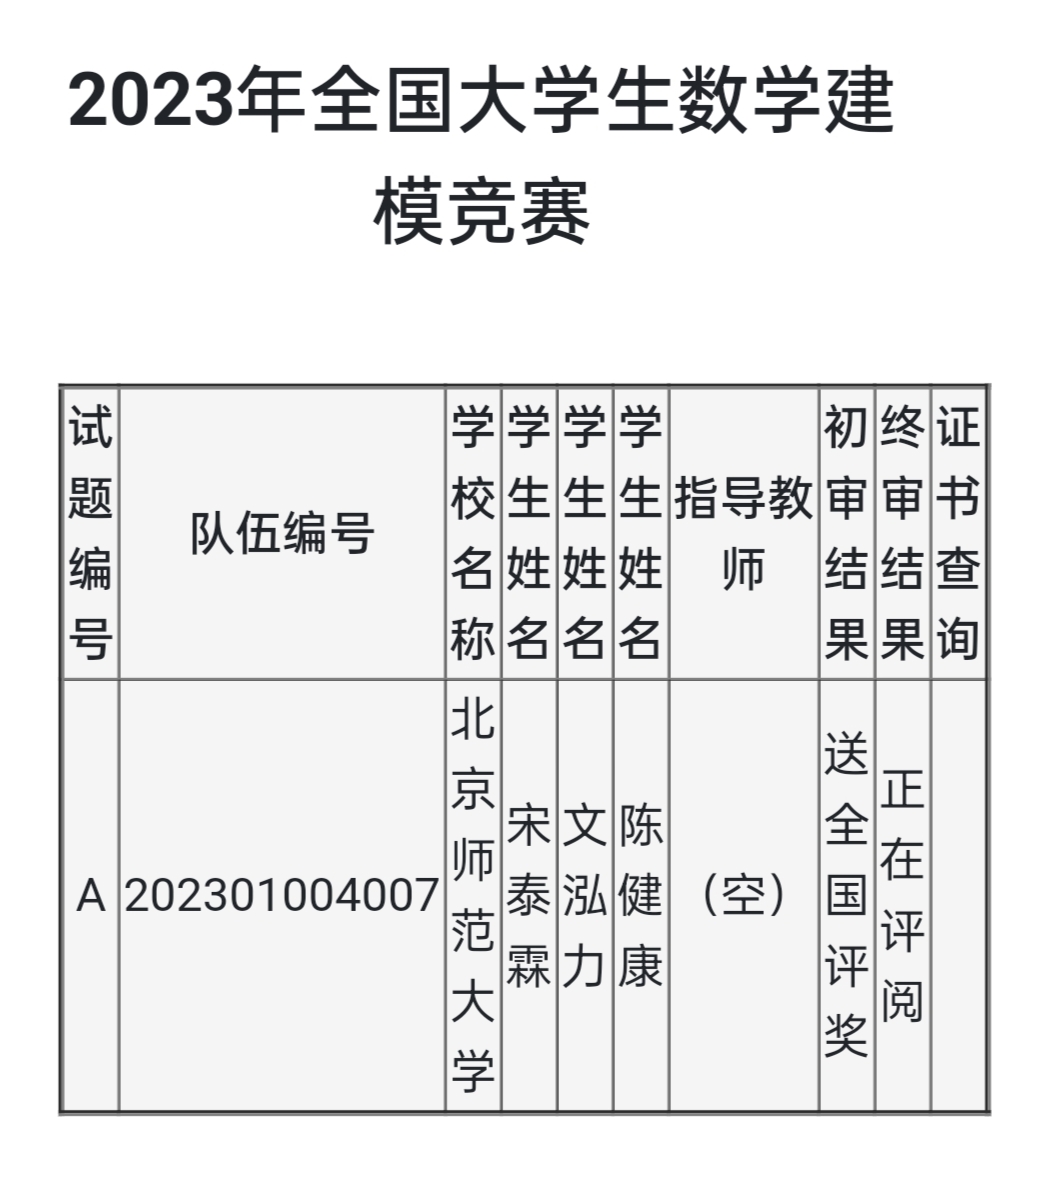 2023年全国大学生数学建
模竞赛
试
题
编
号
队伍编号
学
校
名
称
学
生
姓
名
学
生
姓
名
学
生
姓
名
指导教
师
初
审
结
果
终
审
结
果
证
书
查
询
A
202301004007
北
京
师
范
大
学
宋
泰
霖
文
泓
力
陈
健
康
（空）
送
全
国
评
奖
正
在
评
阅